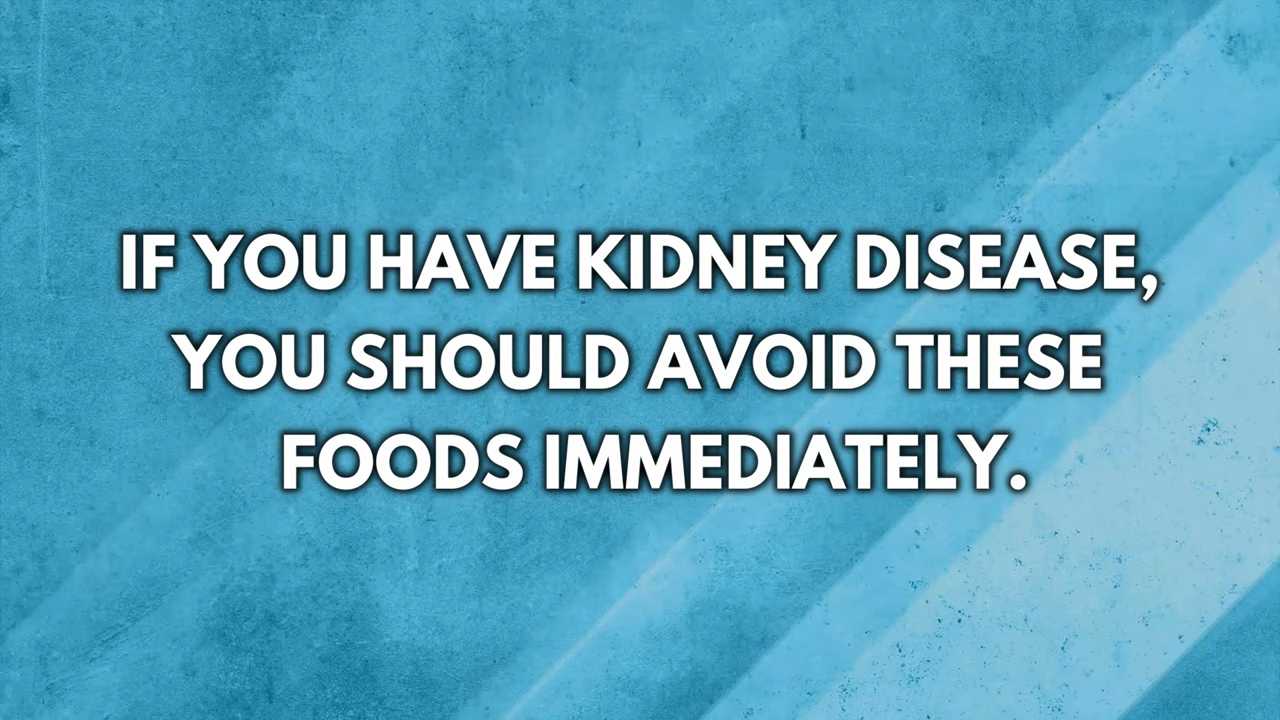 IF YOU HAVE KIDNEY DISEASE,
YOU SHOULD AVOID THESE
FOODS IMMEDIATELY.